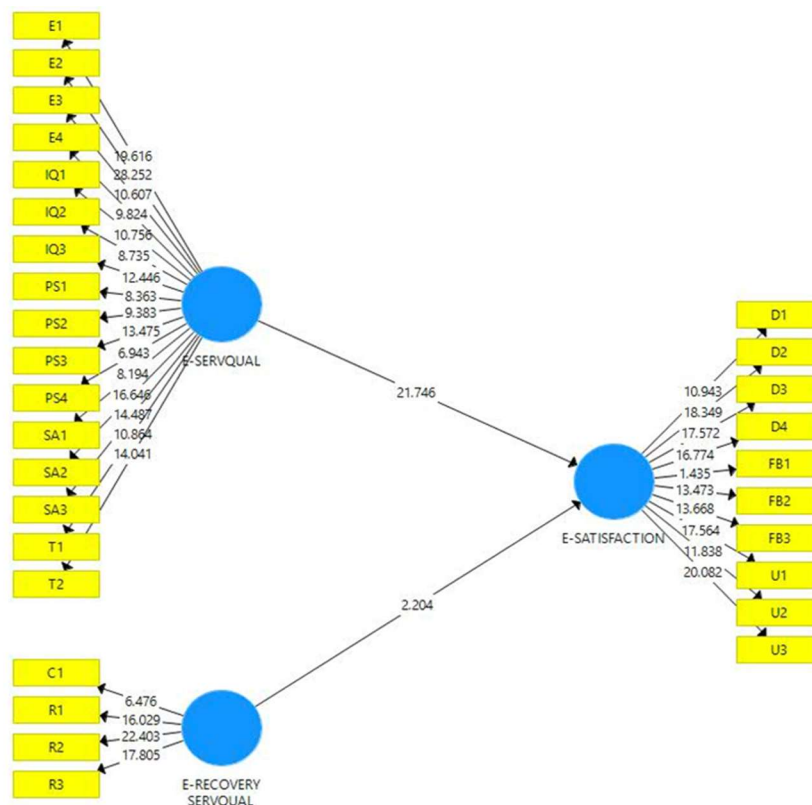 E1
E2
E3
E4
IQ1
IQ2
IQ3
PS1
PS2
PS3
PS4
SA1
SA2
SA3
T1
T2
19.616
28.252
10.607
9.824
10.756
8.735
12.446
8.363
9.383
13.475
6.943
8.194
16.646
14.487
10.864
14.041
E-SERVQUAL
21.746
C1
R1
R2
R3
6.476
16.029
22.403
17.805
E-RECOVERY
SERVQUAL
2.204
E-SATISFACTION
10.943
18.349
17.572
16.774
1.435
13.473
13.668
17.564
11.838
20.082
D1
D2
D3
D4
FB1
FB2
FB3
U1
U2
U3